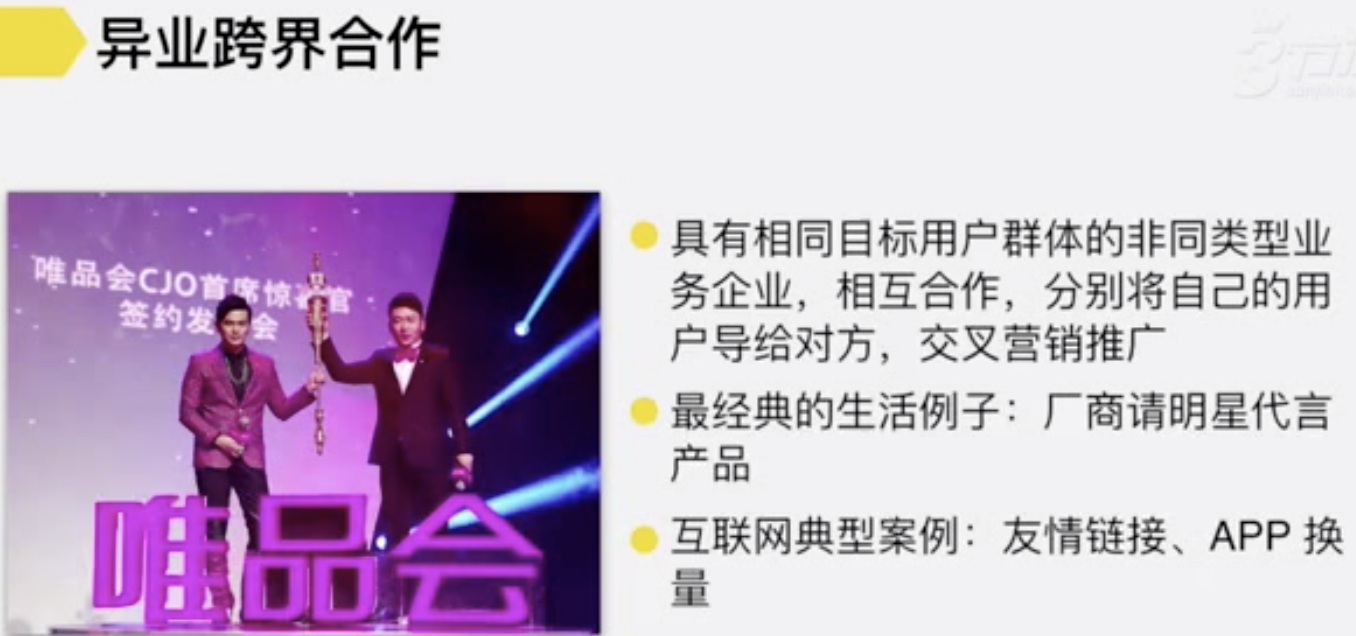 异业跨界合作
唯品会CJO首席惊喜官
签约发
会
唯品会
具有相同目标用户群体的非同类型业
务企业，相互合作，分别将自己的用
户导给对方，交叉营销推广
最经典的生活例子：厂商请明星代言
产品
互联网典型案例：友情链接、APP 换
量